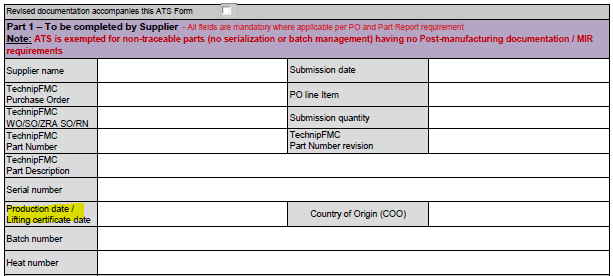 Revised documentation accompanies this ATS Form
Part 1 – To be completed by Supplier - All fields are mandatory where applicable per PO and Part Report requirement
Note: ATS is exempted for non-traceable parts (no serialization or batch management) having no Post-manufacturing documentation / MIR
requirements
Supplier name
Submission date
TechnipFMC
Purchase Order
PO line Item
TechnipFMC
WO/SO/ZRA SO/RN
Submission quantity
TechnipFMC
Part Number
TechnipFMC
Part Number revision
TechnipFMC
Part Description
Serial number
Production date /
Lifting certificate date
Country of Origin (COO)
Batch number
Heat number